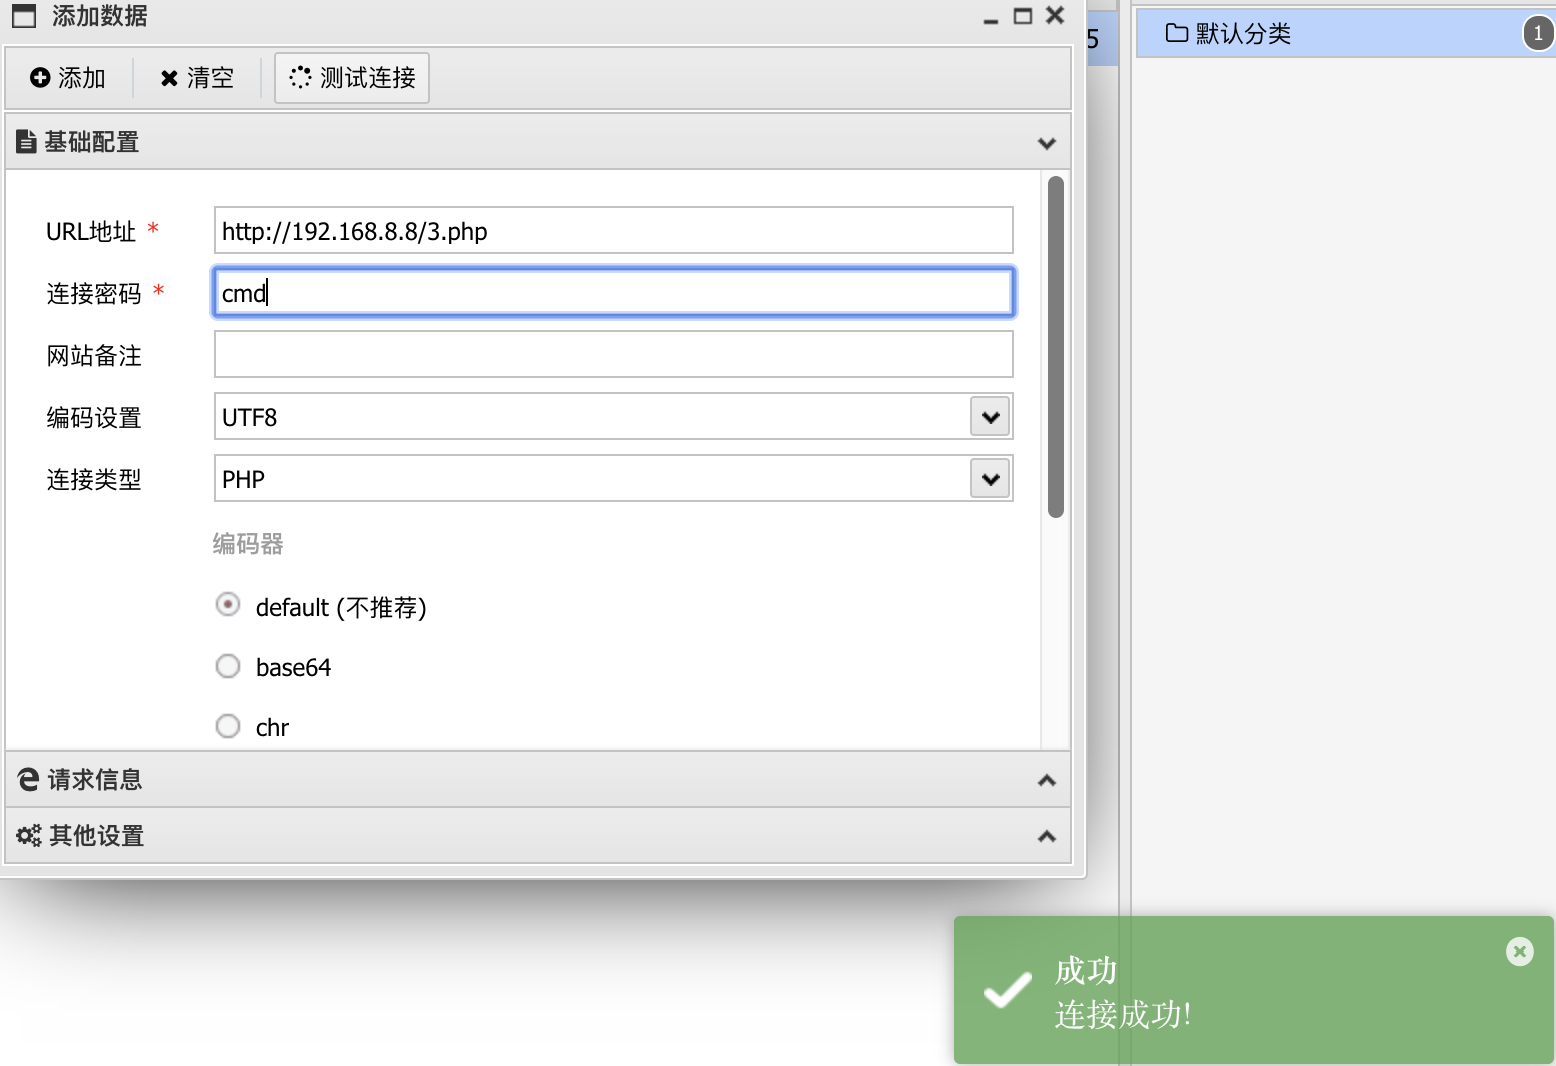 添加数据
添加 清空 测试连接
基础配置
URL地址 * http://192.168.8.8/3.php
连接密码 * cmd
网站备注
编码设置 UTF8
连接类型 PHP
编码器
default (不推荐)
base64
chr
请求信息
其他设置
5
默认分类 1
成功
连接成功!